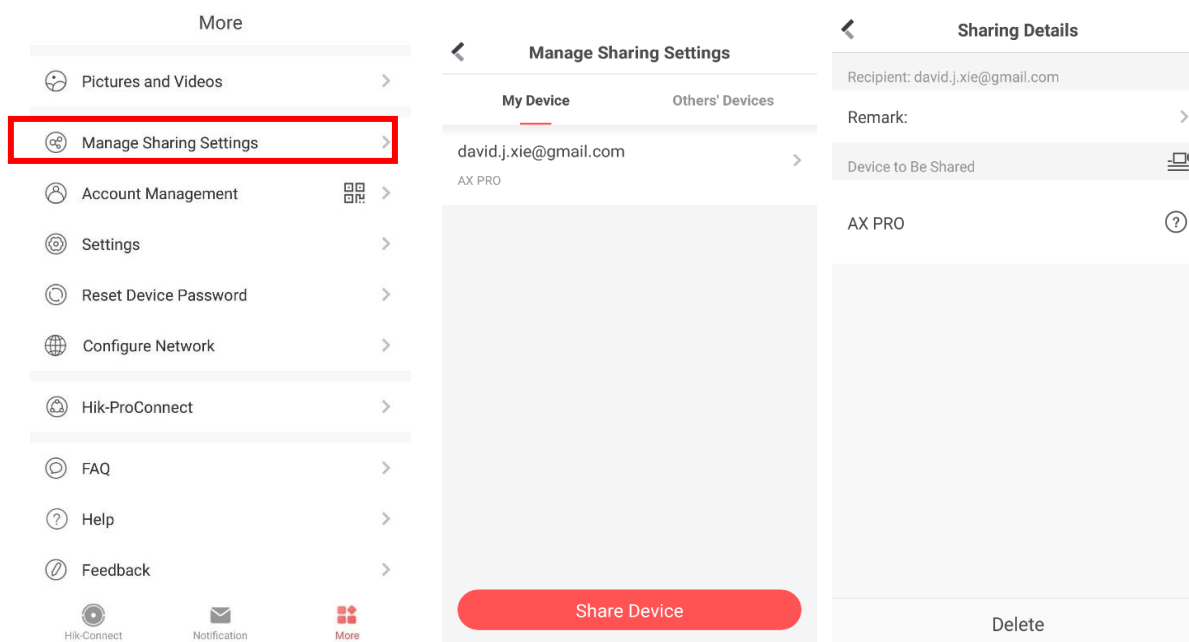 More
Pictures and Videos
Manage Sharing Settings
Account Management
Settings
Reset Device Password
Configure Network
Hik-ProConnect
FAQ
Help
Feedback
Hik-Connect
Notification
More
Manage Sharing Settings
My Device
Others' Devices
david.j.xie@gmail.com
AX PRO
Share Device
Sharing Details
Recipient: david.j.xie@gmail.com
Remark:
Device to Be Shared
AX PRO
Delete